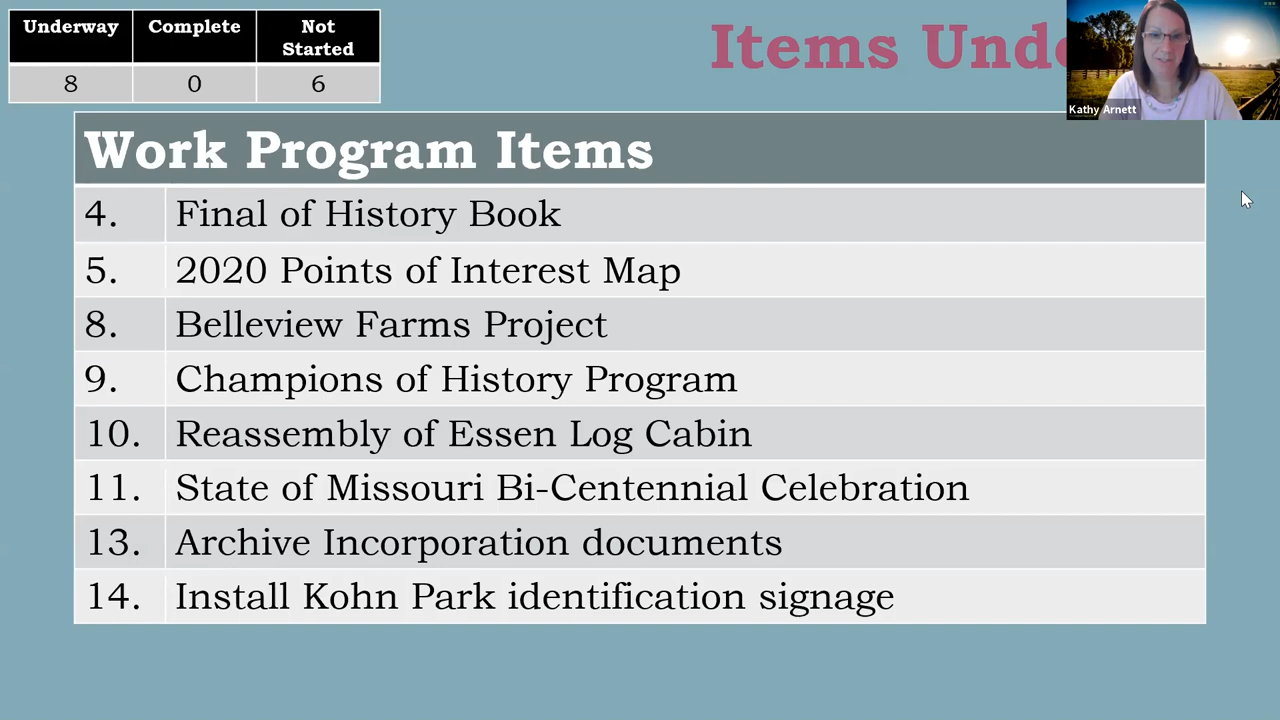 Underway Complete Not Started
8 0 6
Items Unde
Kathy Arnett
Work Program Items
4. Final of History Book
5. 2020 Points of Interest Map
8. Belleview Farms Project
9. Champions of History Program
10. Reassembly of Essen Log Cabin
11. State of Missouri Bi-Centennial Celebration
13. Archive Incorporation documents
14. Install Kohn Park identification signage